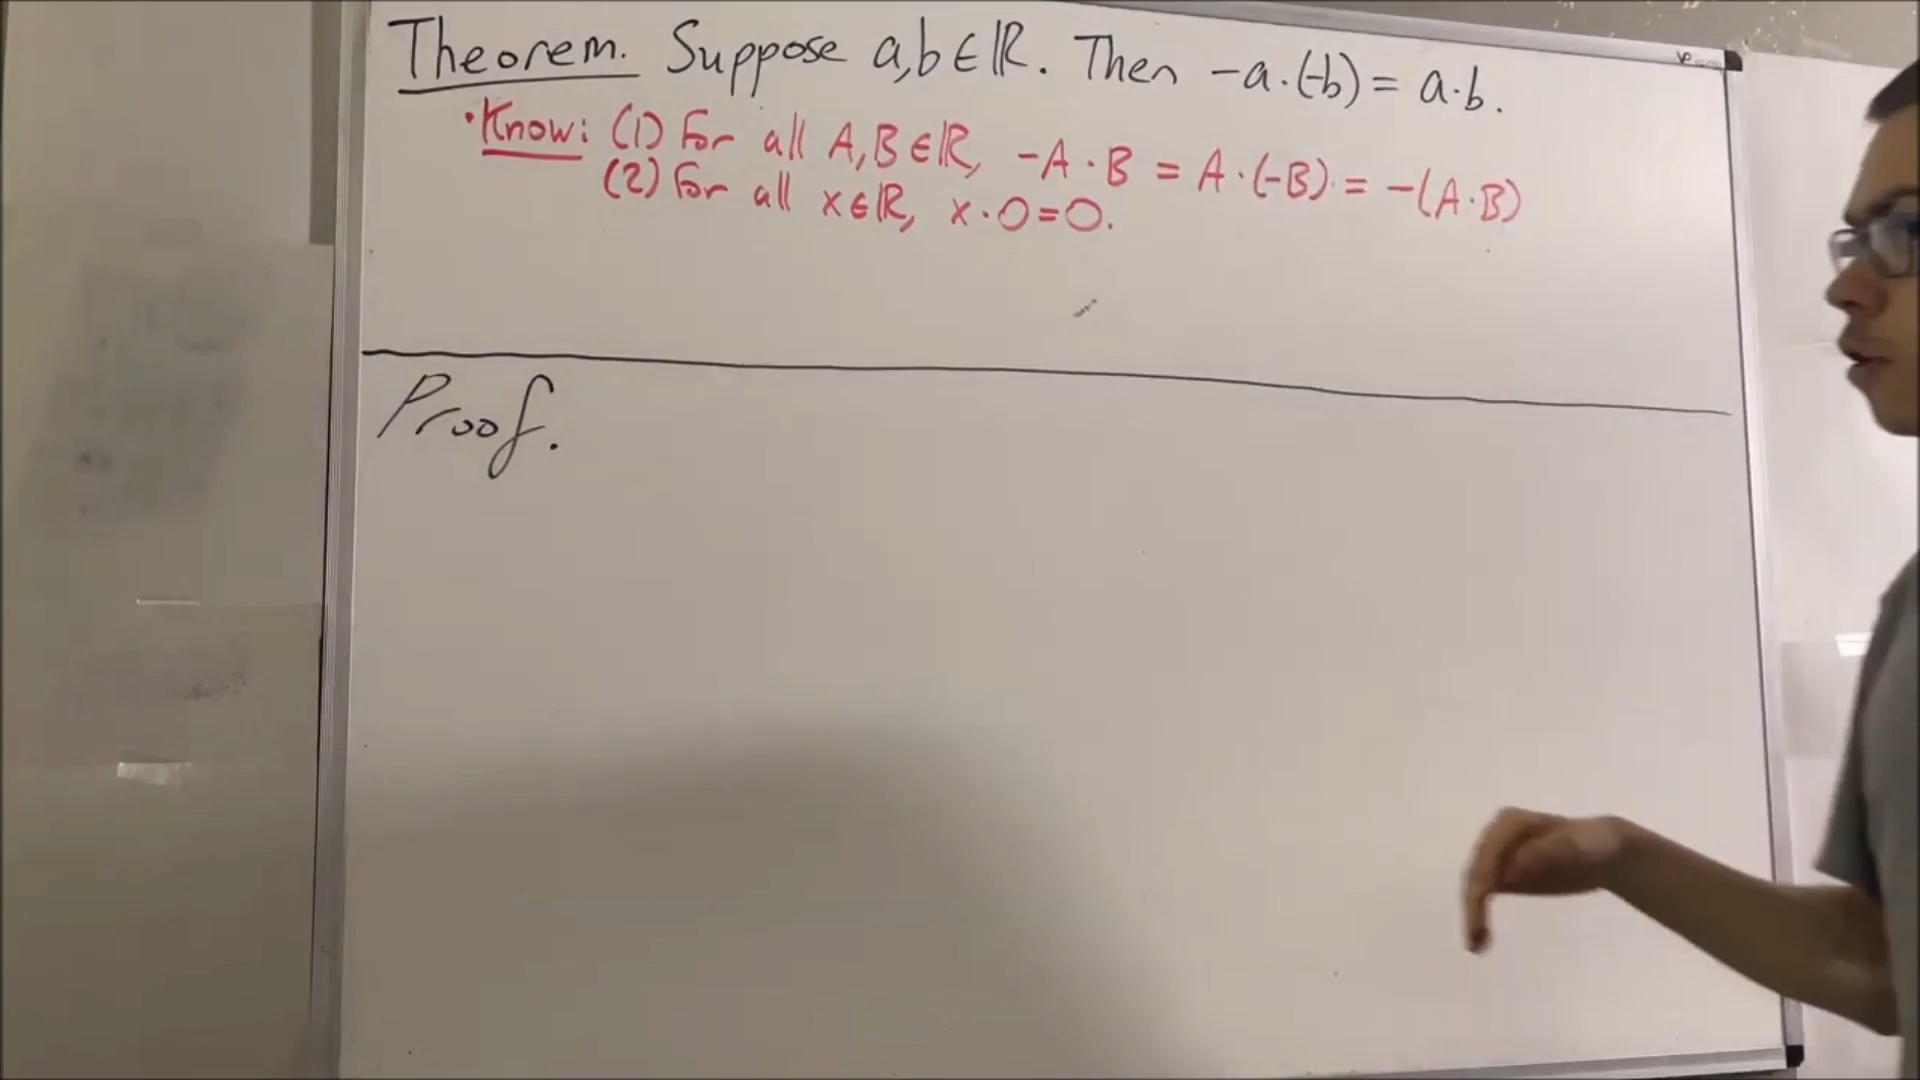 Theorem. Suppose a,b∈ℝ. Then -a·(-b) = a·b.
·Know: (1) For all A,B∈ℝ, -A·B = A·(-B) = -(A·B)
(2) For all x∈ℝ, x·0=0.
Proof.